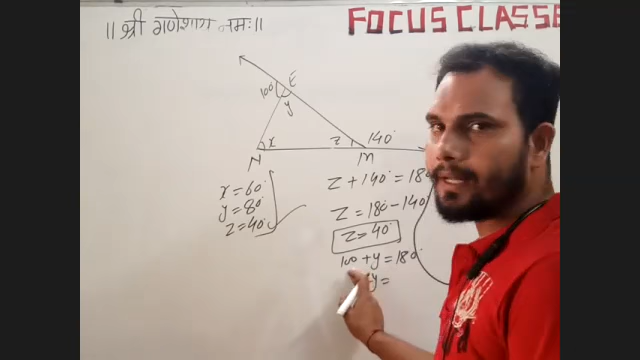 ॥ श्री गणेशाय नमः॥
FOCUS CLASSE
100°
E
y
x
z
140°
N
M
x = 60°
y = 80°
z = 40°
z + 140° = 18
z = 180° - 140°
z = 40°
100 + y = 180°
y =